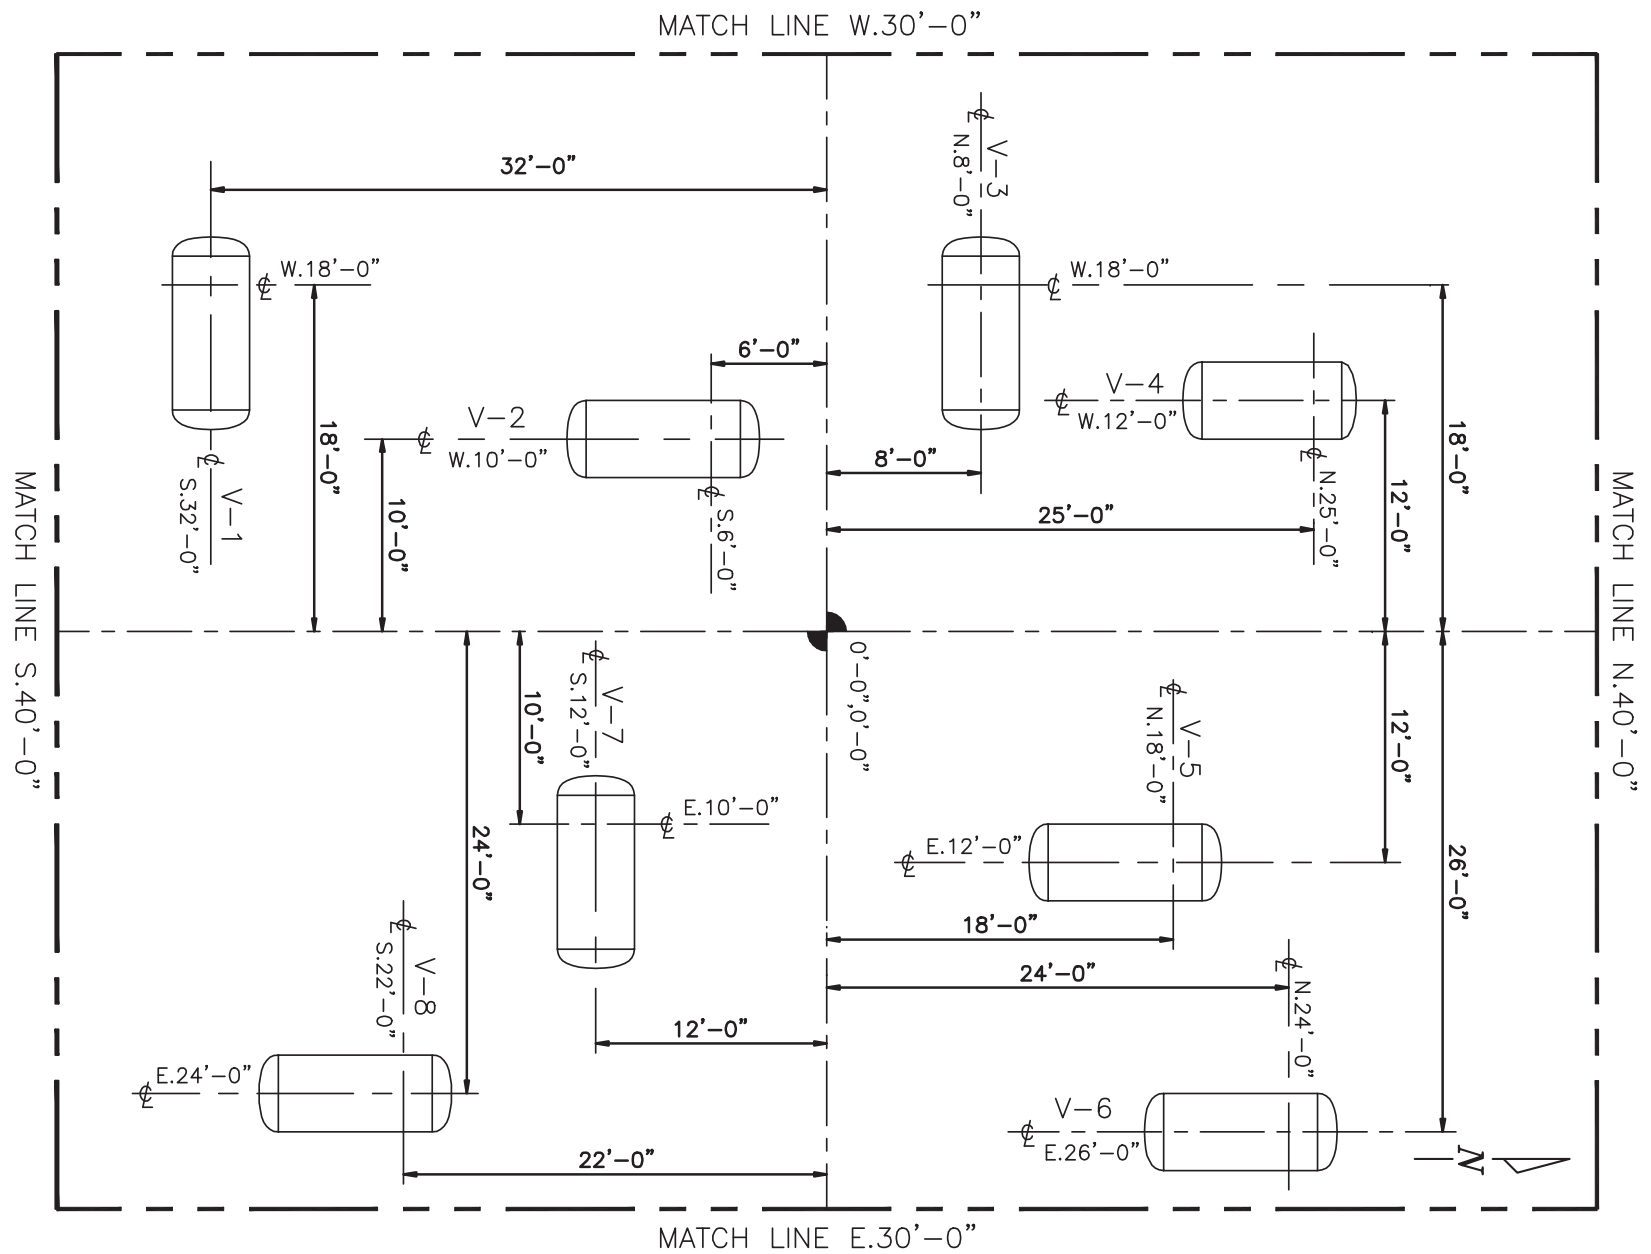 MATCH LINE W.30'-0"
32'-0"
℄ V-3
N.8'-0"
℄ W.18'-0"
℄ W.18'-0"
6'-0"
V-2
℄ W.10'-0"
V-4
℄ W.12'-0"
18'-0"
8'-0"
18'-0"
12'-0"
℄ V-1
S.32'-0"
10'-0"
℄ S.6'-0"
25'-0"
℄ N.25'-0"
MATCH LINE S.40'-0"
MATCH LINE N.40'-0"
0'-0",0'-0"
℄ V-7
S.12'-0"
10'-0"
℄ E.10'-0"
℄ V-5
N.18'-0"
12'-0"
24'-0"
℄ E.12'-0"
26'-0"
18'-0"
℄ V-8
S.22'-0"
24'-0"
℄ N.24'-0"
12'-0"
℄ E.24'-0"
V-6
℄ E.26'-0"
22'-0"
N
MATCH LINE E.30'-0"